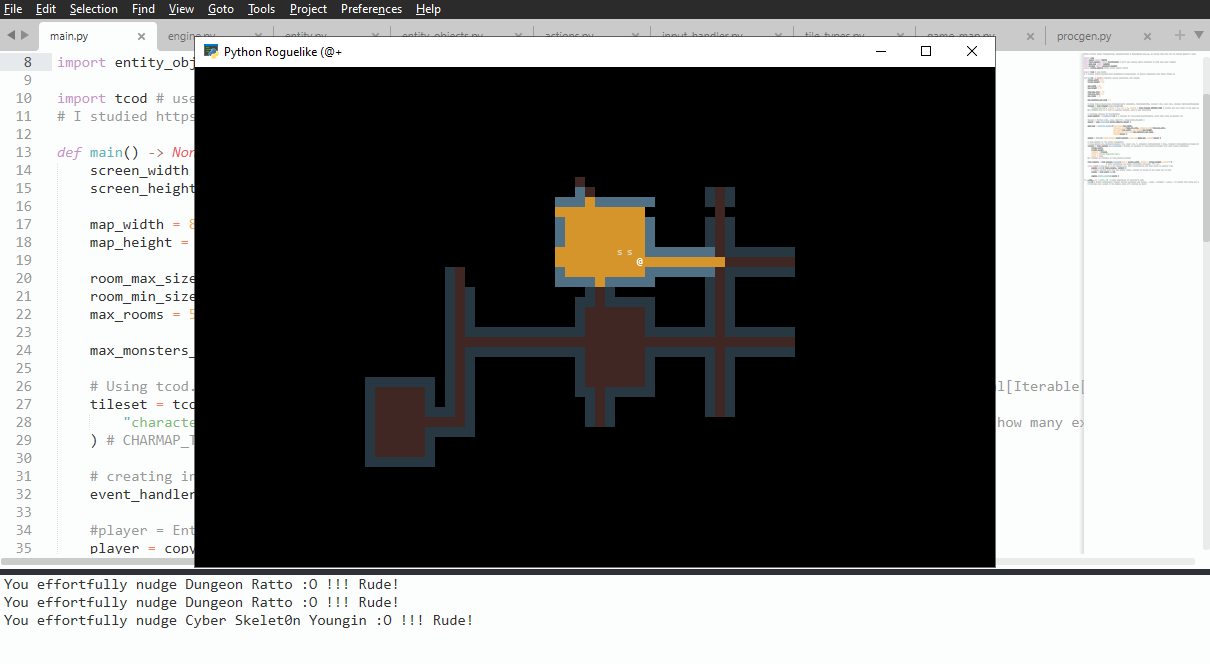 File Edit Selection Find View Goto Tools Project Preferences Help
main.py engine.py entity.py entity_objects.py actions.py input_handlers.py tile_types.py game_map.py procgen.py
Python Roguelike (@+
8 import entity_obj
9
10 import tcod # use
11 # I studied https
12
13 def main() -> Non
14 screen_width
15 screen_height
16
17 map_width = 8
18 map_height =
19
20 room_max_size
21 room_min_size
22 max_rooms = 5
23
24 max_monsters_
25
26 # Using tcod. l[Iterable[
27 tileset = tcod
28 "characte how many ex
29 ) # CHARMAP_T
30
31 # creating in
32 event_handler
33
34 #player = Ent
35 player = copy
s s
@
You effortfully nudge Dungeon Ratto :O !!! Rude!
You effortfully nudge Dungeon Ratto :O !!! Rude!
You effortfully nudge Cyber Skelet0n Youngin :O !!! Rude!